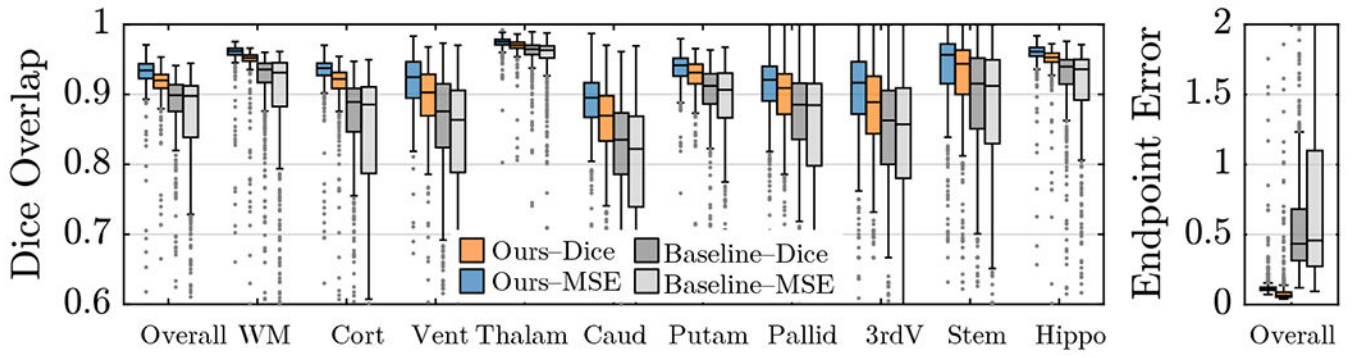 Dice Overlap
1
0.9
0.8
0.7
0.6
Ours–Dice
Baseline–Dice
Ours–MSE
Baseline–MSE
Overall WM Cort Vent Thalam Caud Putam Pallid 3rdV Stem Hippo
Endpoint Error
2
1.5
1
0.5
0
Overall